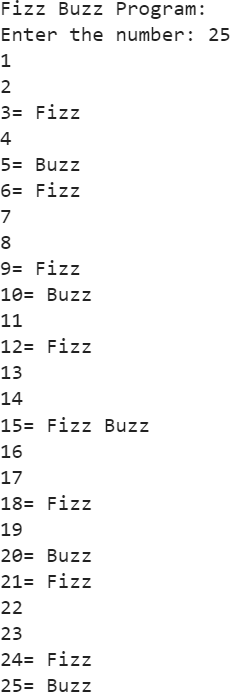 Fizz Buzz Program:
Enter the number: 25
1
2
3= Fizz
4
5= Buzz
6= Fizz
7
8
9= Fizz
10= Buzz
11
12= Fizz
13
14
15= Fizz Buzz
16
17
18= Fizz
19
20= Buzz
21= Fizz
22
23
24= Fizz
25= Buzz